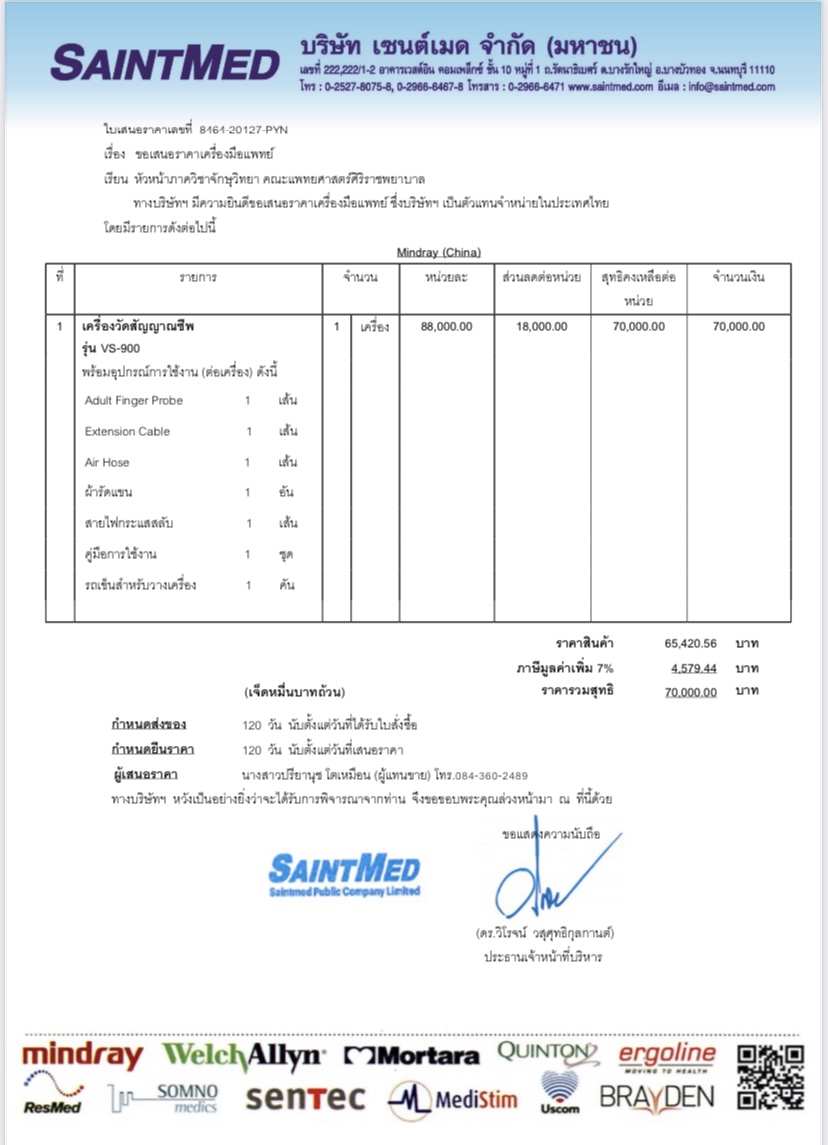 SAINTMED
บริษัท เซนต์เมด จำกัด (มหาชน)
เลขที่ 222,222/1-2 อาคารเวสต์อิน คอมเพล็กซ์ ชั้น 10 หมู่ที่ 1 ถ.รัตนาธิเบศร์ ต.บางรักใหญ่ อ.บางบัวทอง จ.นนทบุรี 11110
โทร : 0-2527-8075-8, 0-2966-6467-8 โทรสาร : 0-2966-6471 www.saintmed.com อีเมล : info@saintmed.com
ใบเสนอราคาเลขที่ 8464-20127-PYN
เรื่อง ขอเสนอราคาเครื่องมือแพทย์
เรียน หัวหน้าภาควิชาจักษุวิทยา คณะแพทยศาสตร์ศิริราชพยาบาล
ทางบริษัทฯ มีความยินดีขอเสนอราคาเครื่องมือแพทย์ ซึ่งบริษัทฯ เป็นตัวแทนจำหน่ายในประเทศไทย
โดยมีรายการดังต่อไปนี้
Mindray (China)
ที่ รายการ จำนวน หน่วยละ ส่วนลดต่อหน่วย สุทธิคงเหลือต่อ จำนวนเงิน
หน่วย
1 เครื่องวัดสัญญาณชีพ 1 เครื่อง 88,000.00 18,000.00 70,000.00 70,000.00
รุ่น VS-900
พร้อมอุปกรณ์การใช้งาน (ต่อเครื่อง) ดังนี้
Adult Finger Probe 1 เส้น
Extension Cable 1 เส้น
Air Hose 1 เส้น
ผ้ารัดแขน 1 อัน
สายไฟกระแสสลับ 1 เส้น
คู่มือการใช้งาน 1 ชุด
รถเข็นสำหรับวางเครื่อง 1 คัน
ราคาสินค้า 65,420.56 บาท
ภาษีมูลค่าเพิ่ม 7% 4,579.44 บาท
(เจ็ดหมื่นบาทถ้วน) ราคารวมสุทธิ 70,000.00 บาท
กำหนดส่งของ 120 วัน นับตั้งแต่วันที่ได้รับใบสั่งซื้อ
กำหนดยืนราคา 120 วัน นับตั้งแต่วันที่เสนอราคา
ผู้เสนอราคา นางสาวปรียานุช โตเหมือน (ผู้แทนขาย) โทร.084-360-2489
ทางบริษัทฯ หวังเป็นอย่างยิ่งว่าจะได้รับการพิจารณาจากท่าน จึงขอขอบพระคุณล่วงหน้ามา ณ ที่นี้ด้วย
ขอแสดงความนับถือ
SAINTMED
Saintmed Public Company Limited
(ดร.วิโรจน์ วสุศุทธิกุลกานต์)
ประธานเจ้าหน้าที่บริหาร
mindray WelchAllyn Mortara QUINTON ergoline
MOVING TO HEALTH
ResMed SOMNO medics SENTEC MediStim Uscom BRAYDEN